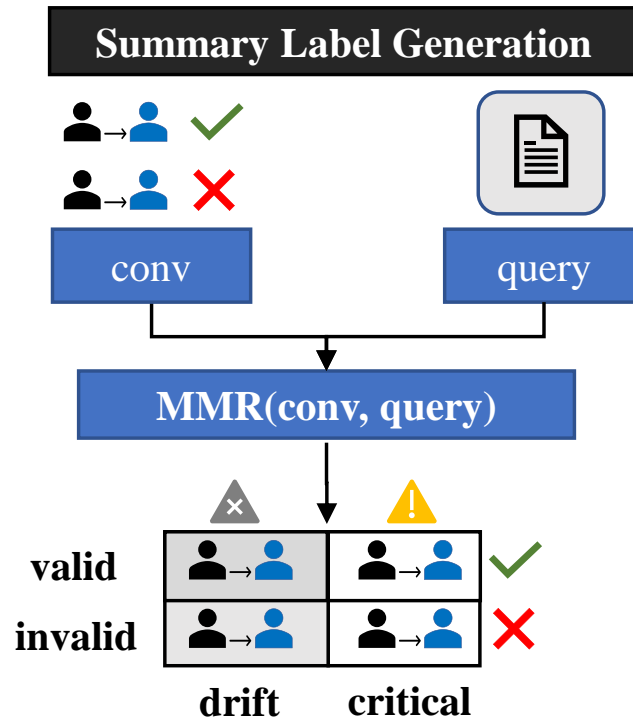 Summary Label Generation
conv
query
MMR(conv, query)
valid
invalid
drift
critical